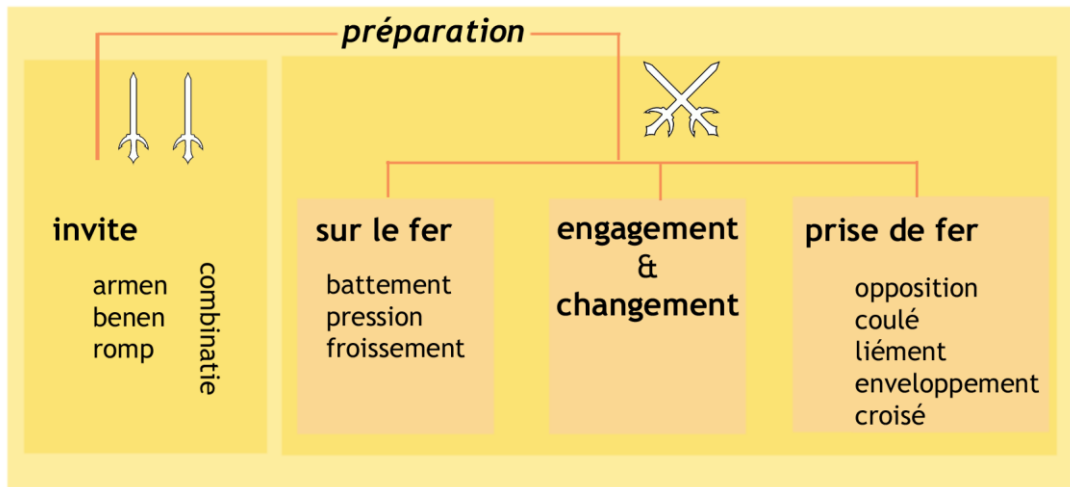 préparation
invite
armen
benen
romp
combinatie
sur le fer
battement
pression
froissement
engagement
&
changement
prise de fer
opposition
coulé
liément
enveloppement
croisé